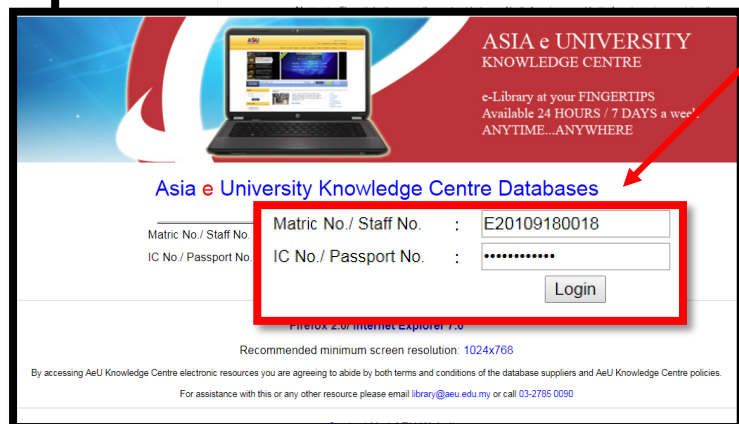 ASIA e UNIVERSITY
KNOWLEDGE CENTRE
e-Library at your FINGERTIPS
Available 24 HOURS / 7 DAYS a week
ANYTIME...ANYWHERE
Asia e University Knowledge Centre Databases
Matric No./ Staff No.
IC No./ Passport No.
Matric No./ Staff No. : E20109180018
IC No./ Passport No. : ••••••••••••
Login
Firefox 2.0/ Internet Explorer 7.0
Recommended minimum screen resolution: 1024x768
By accessing AeU Knowledge Centre electronic resources you are agreeing to abide by both terms and conditions of the database suppliers and AeU Knowledge Centre policies.
For assistance with this or any other resource please email library@aeu.edu.my or call 03-2785 0090